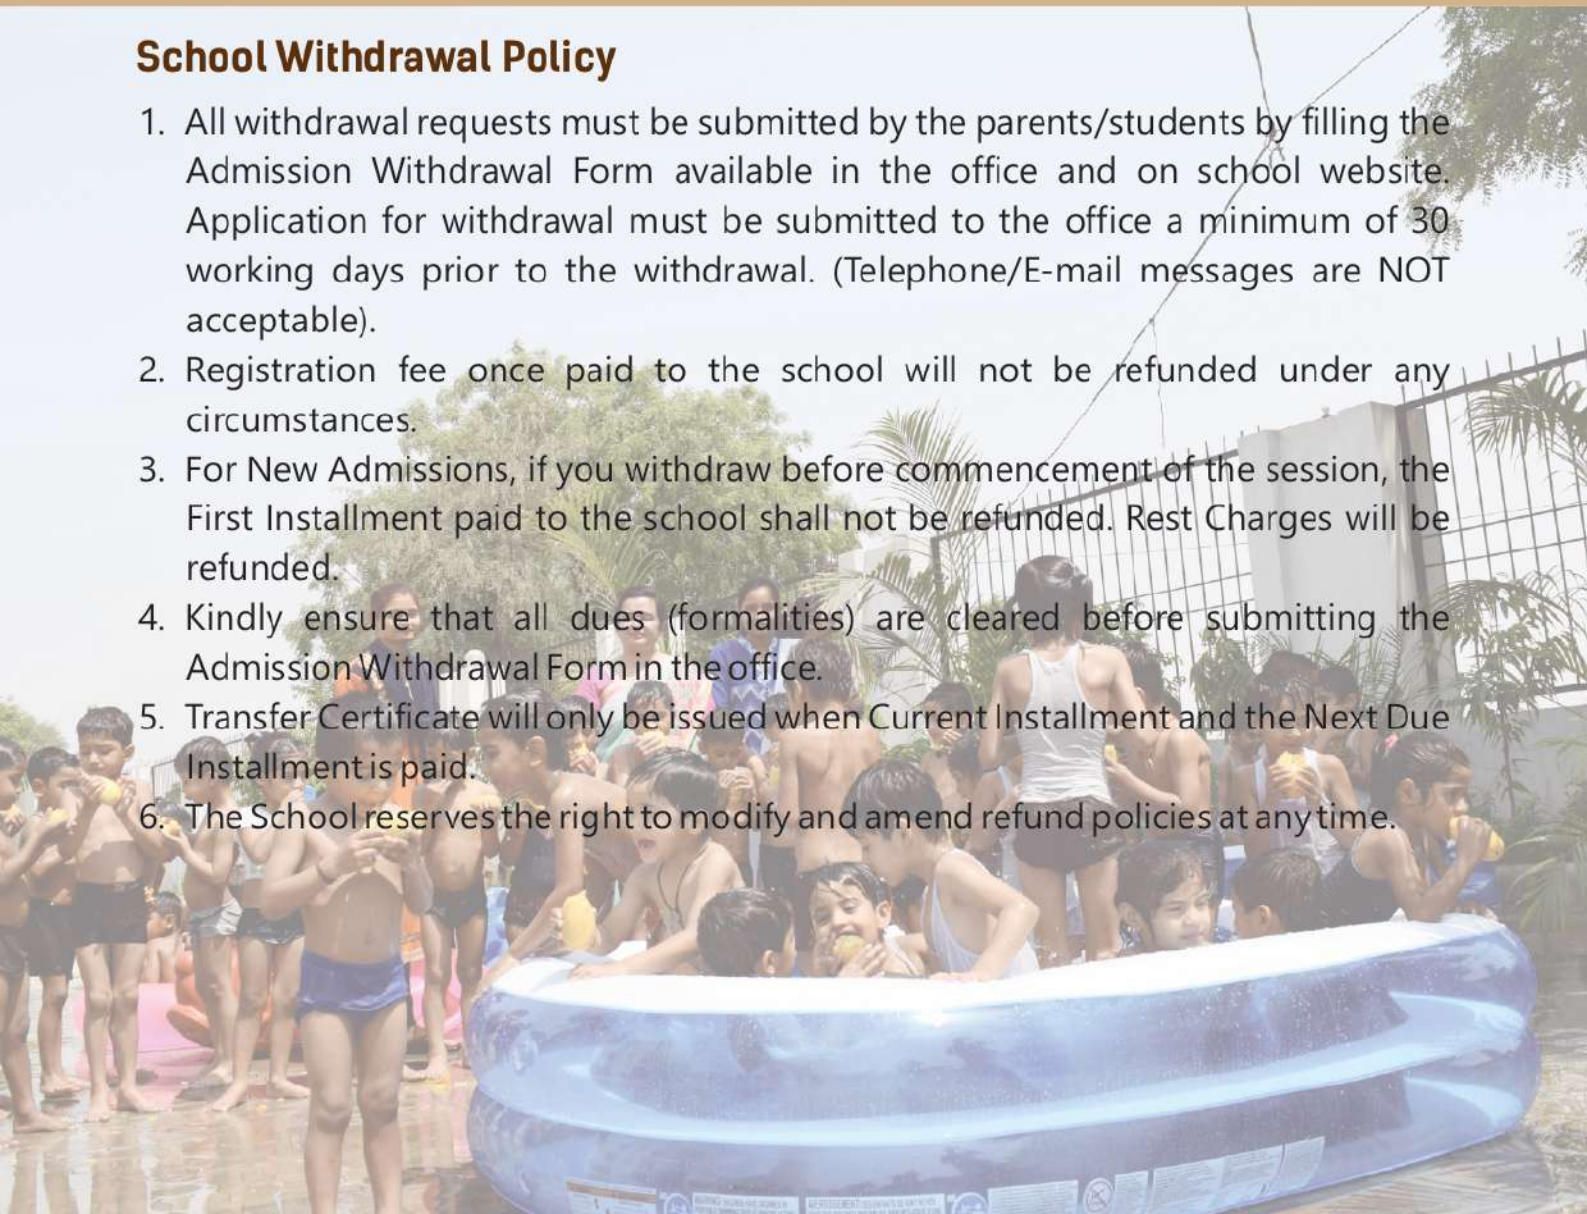 School Withdrawal Policy
1. All withdrawal requests must be submitted by the parents/students by filling the
Admission Withdrawal Form available in the office and on school website.
Application for withdrawal must be submitted to the office a minimum of 30
working days prior to the withdrawal. (Telephone/E-mail messages are NOT
acceptable).
2. Registration fee once paid to the school will not be refunded under any
circumstances.
3. For New Admissions, if you withdraw before commencement of the session, the
First Installment paid to the school shall not be refunded. Rest Charges will be
refunded.
4. Kindly ensure that all dues (formalities) are cleared before submitting the
Admission Withdrawal Form in the office.
5. Transfer Certificate will only be issued when Current Installment and the Next Due
Installment is paid.
6. The School reserves the right to modify and amend refund policies at any time.